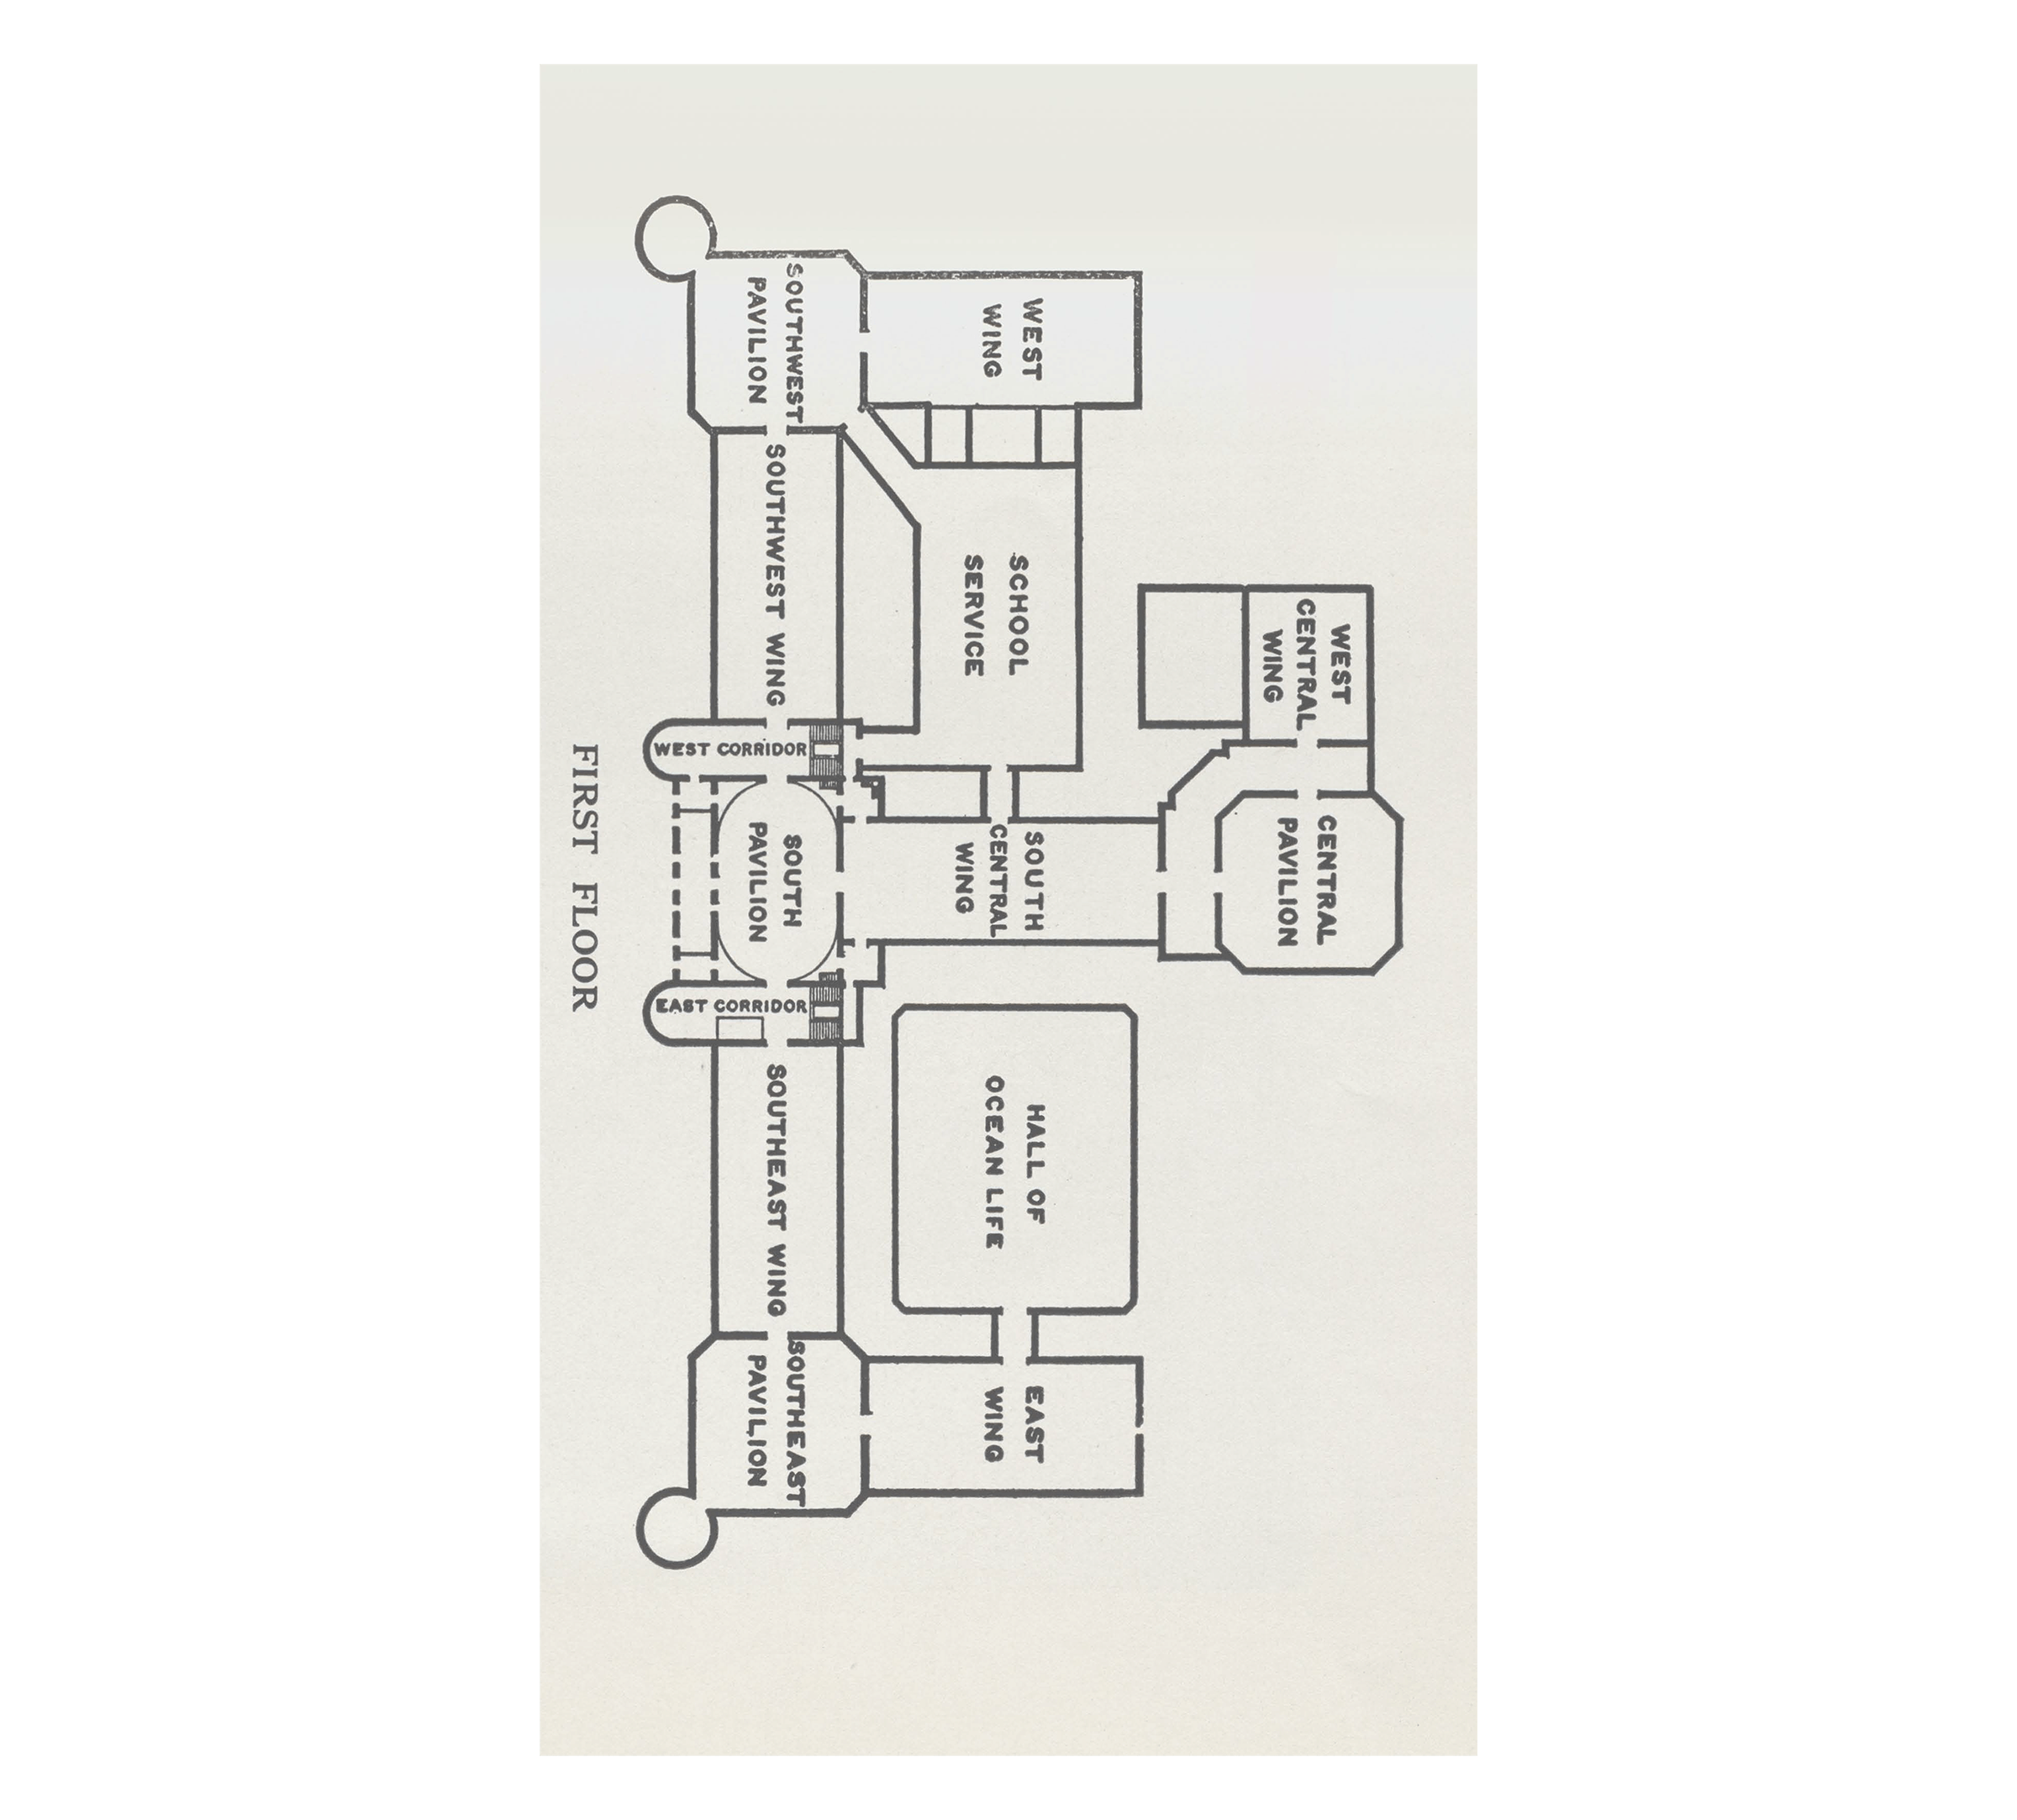 WEST
CENTRAL
WING
CENTRAL
PAVILION
WEST
WING
SCHOOL
SERVICE
SOUTH
CENTRAL
WING
HALL OF
OCEAN LIFE
EAST
WING
SOUTHWEST
PAVILION
SOUTHWEST WING
WEST CORRIDOR
SOUTH
PAVILION
EAST CORRIDOR
SOUTHEAST WING
SOUTHEAST
PAVILION
FIRST FLOOR